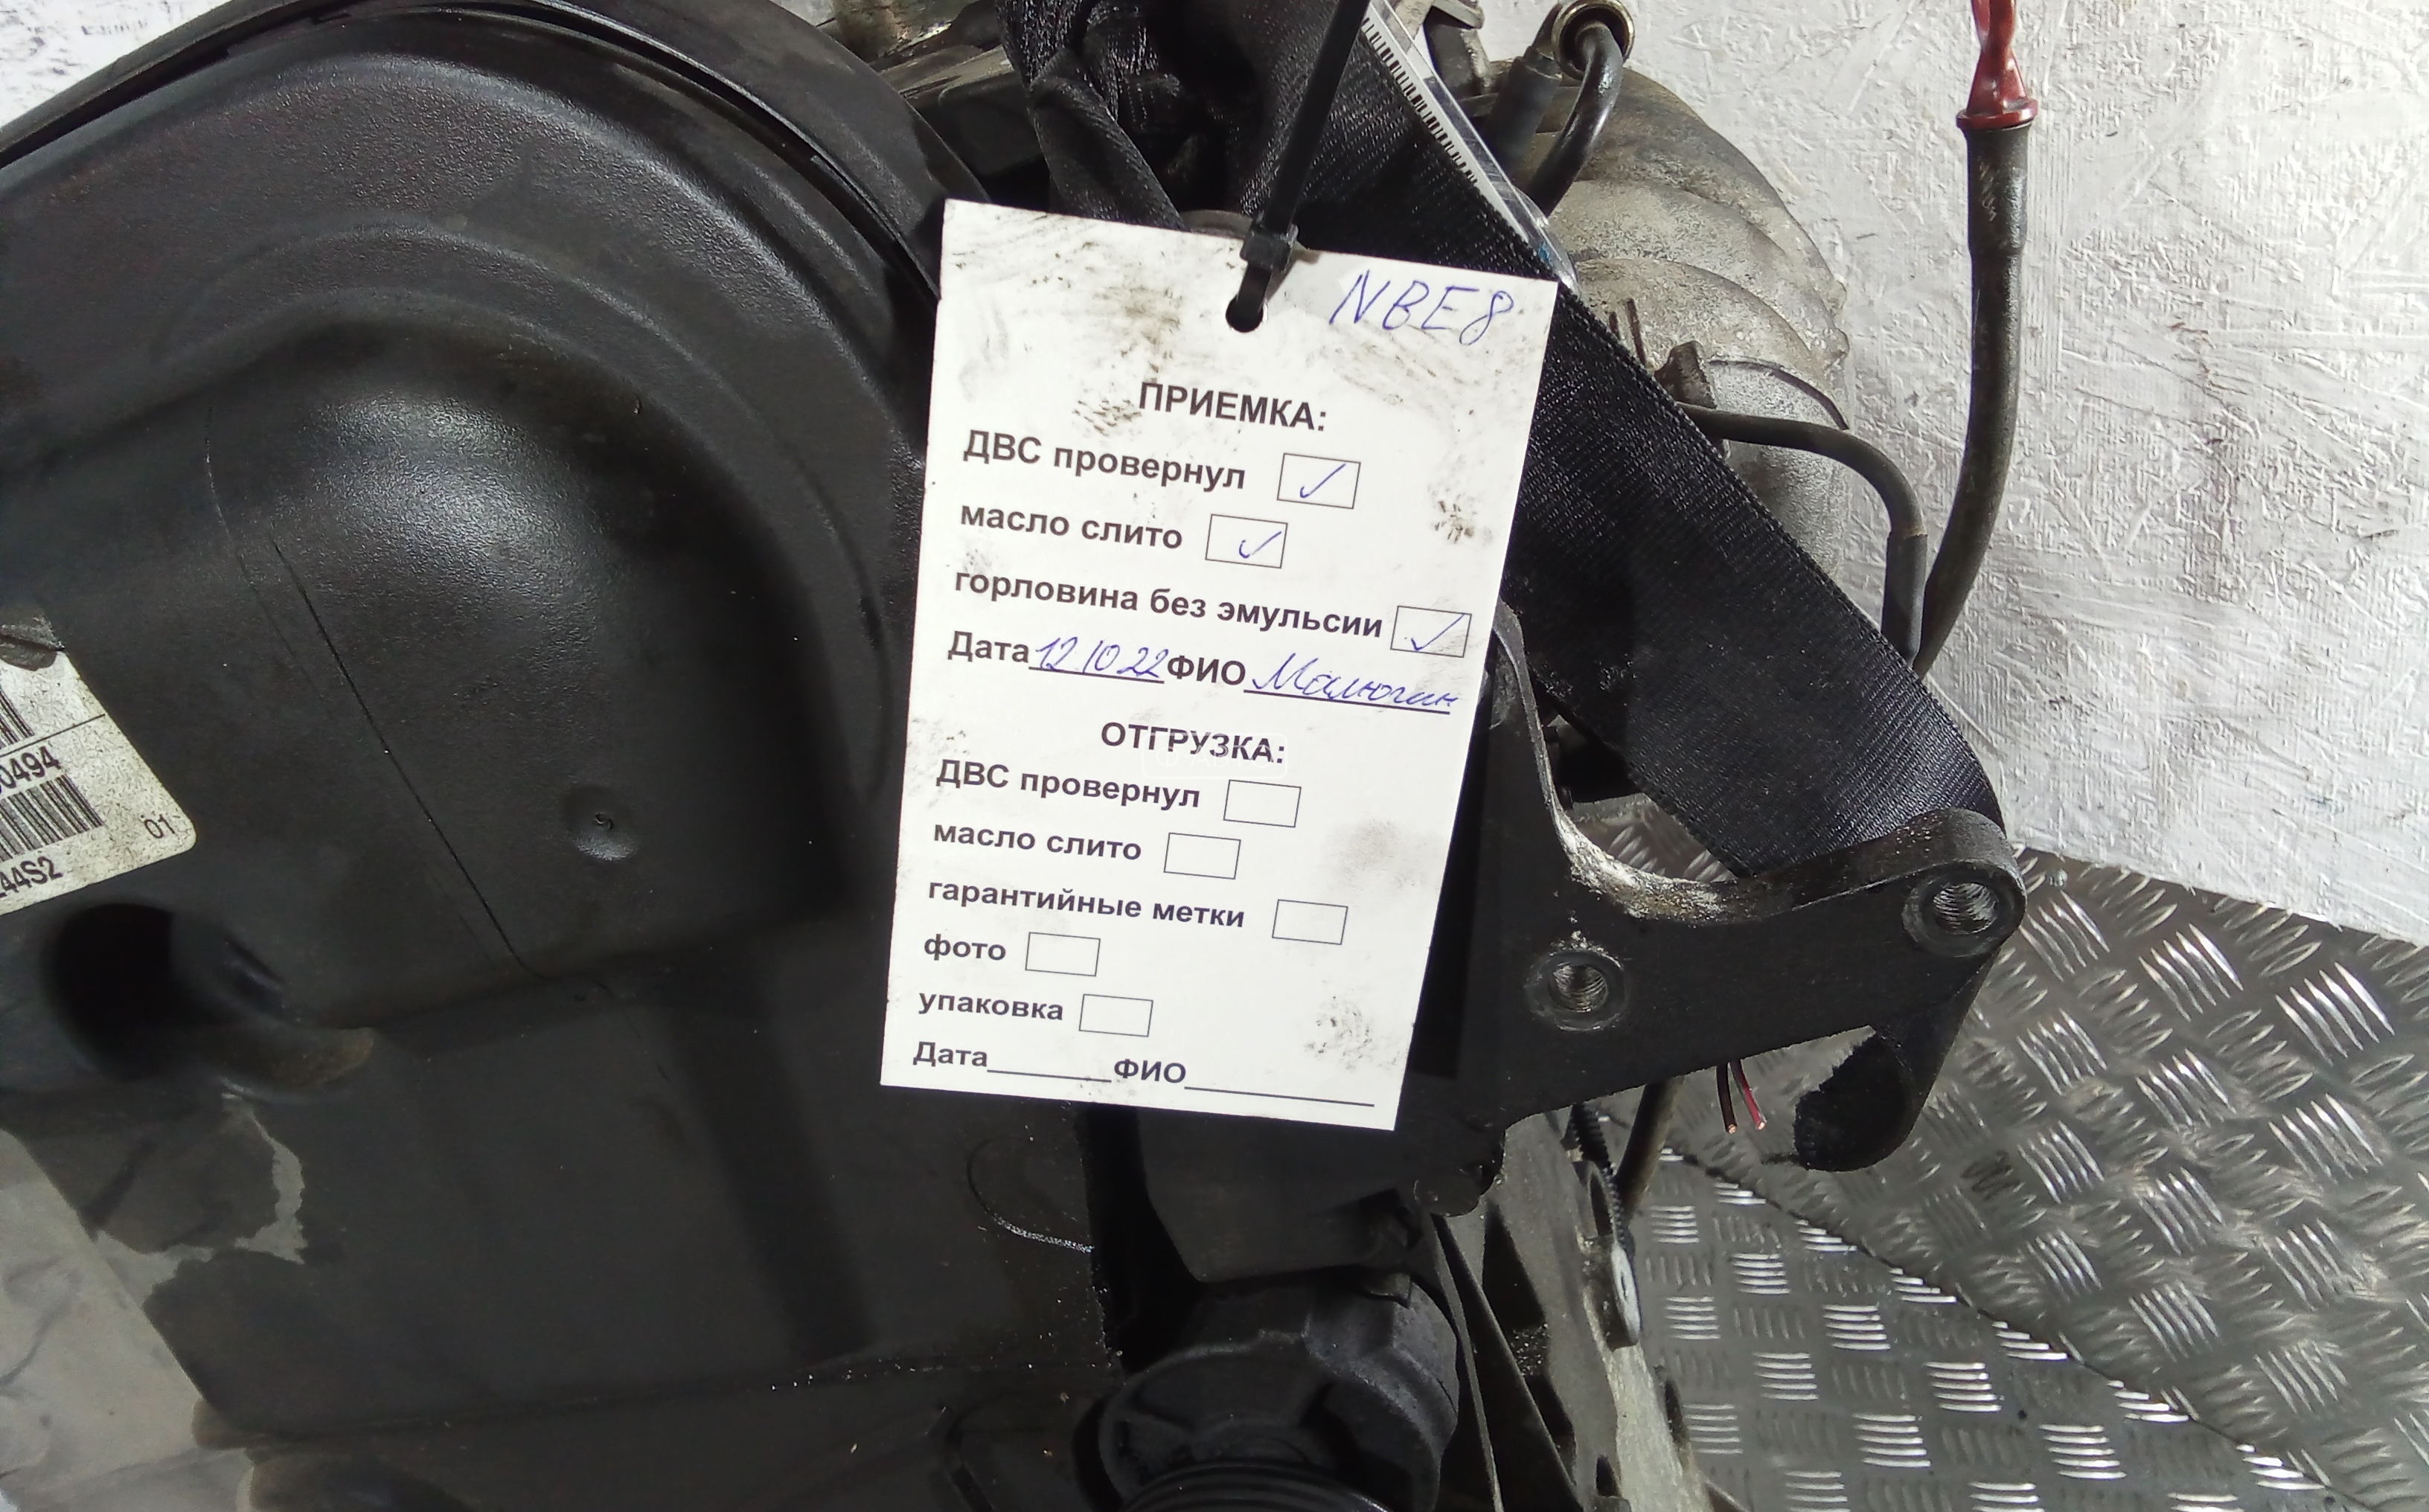 NBE8
ПРИЕМКА:
ДВС провернул ✓
масло слито ✓
горловина без эмульсии ✓
Дата 12 10 22 ФИО Малюгин
ОТГРУЗКА:
ДВС провернул
масло слито
гарантийные метки
фото
упаковка
Дата ФИО
0494
01
44S2